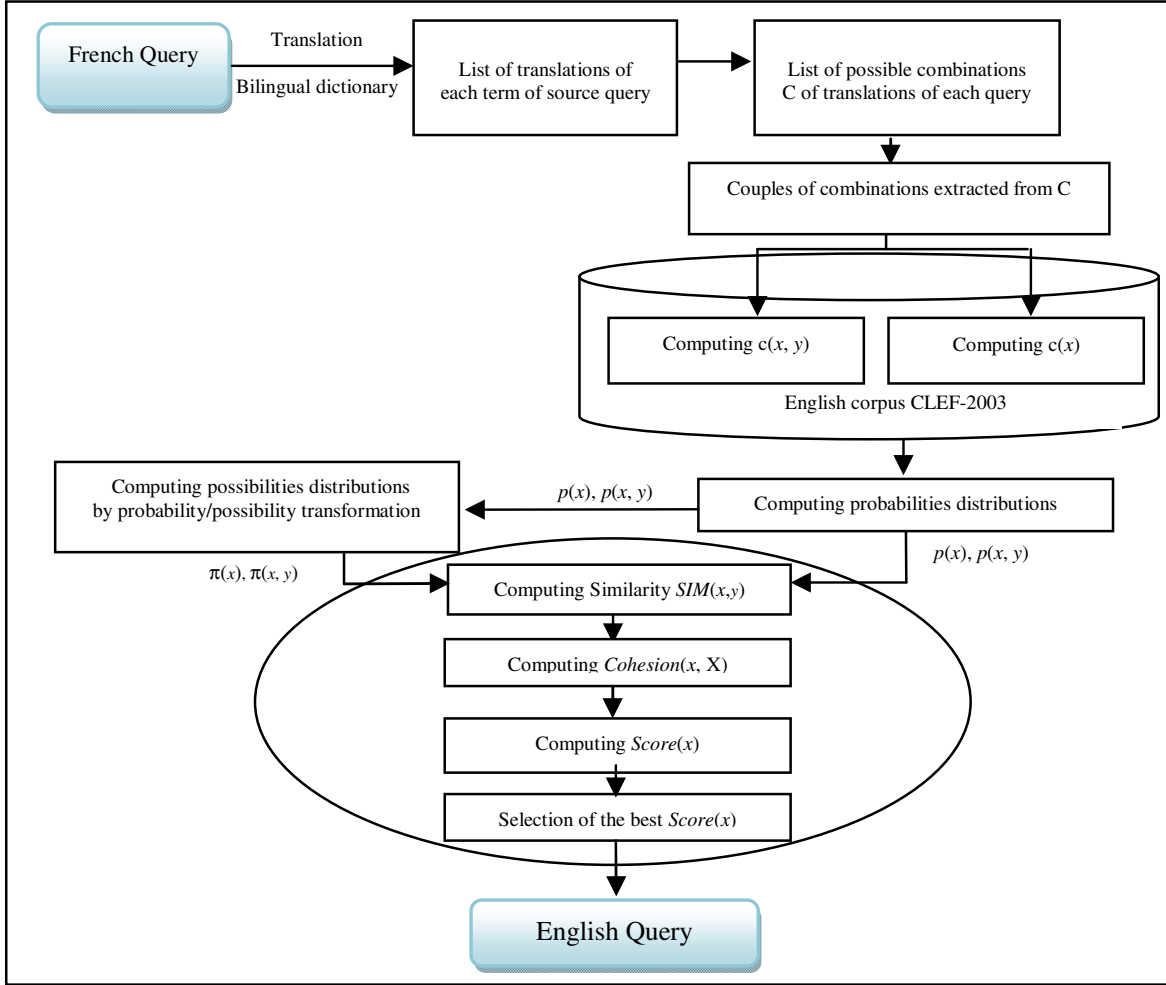 French Query
Translation
Bilingual dictionary
List of translations of
each term of source query
List of possible combinations
C of translations of each query
Couples of combinations extracted from C
Computing c(x, y)
Computing c(x)
English corpus CLEF-2003
Computing possibilities distributions
by probability/possibility transformation
p(x), p(x, y)
Computing probabilities distributions
π(x), π(x, y)
p(x), p(x, y)
Computing Similarity SIM(x,y)
Computing Cohesion(x, X)
Computing Score(x)
Selection of the best Score(x)
English Query